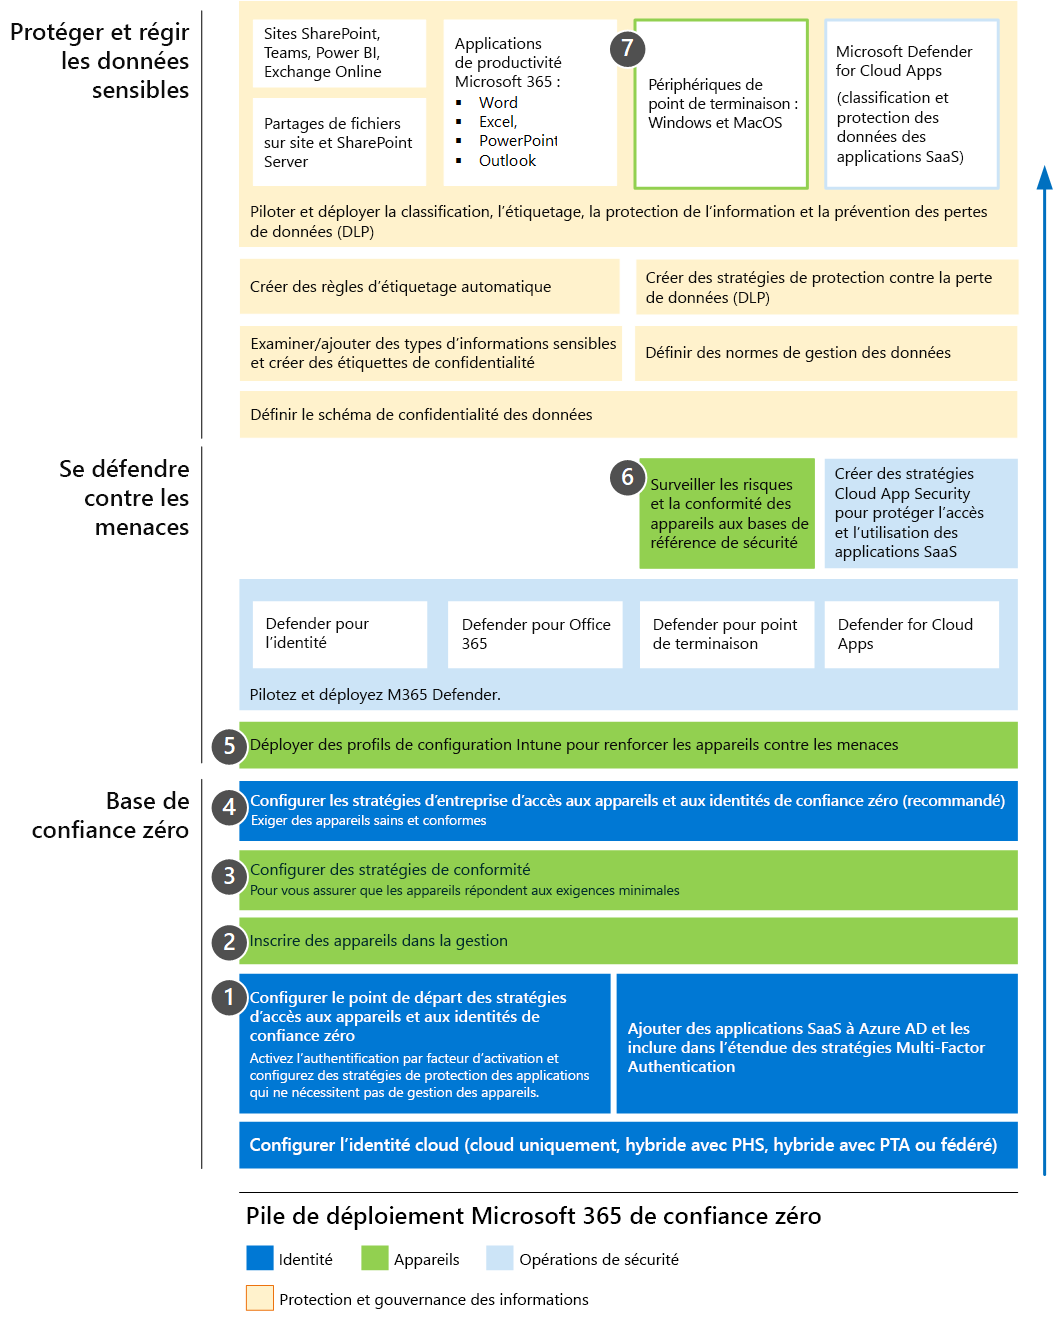 Protéger et régir
les données
sensibles
Sites SharePoint,
Teams, Power BI,
Exchange Online
Partages de fichiers
sur site et SharePoint
Server
Applications
de productivité
Microsoft 365 :
▪ Word
▪ Excel,
▪ PowerPoint
▪ Outlook
7
Périphériques de
point de terminaison :
Windows et MacOS
Microsoft Defender
for Cloud Apps
(classification et
protection des
données des
applications SaaS)
Piloter et déployer la classification, l’étiquetage, la protection de l’information et la prévention des pertes
de données (DLP)
Créer des règles d’étiquetage automatique
Créer des stratégies de protection contre la perte
de données (DLP)
Examiner/ajouter des types d’informations sensibles
et créer des étiquettes de confidentialité
Définir des normes de gestion des données
Définir le schéma de confidentialité des données
Se défendre
contre les
menaces
6
Surveiller les risques
et la conformité des
appareils aux bases de
référence de sécurité
Créer des stratégies
Cloud App Security
pour protéger l’accès
et l’utilisation des
applications SaaS
Defender pour
l’identité
Defender pour Office
365
Defender pour point
de terminaison
Defender for Cloud
Apps
Pilotez et déployez M365 Defender.
5
Déployer des profils de configuration Intune pour renforcer les appareils contre les menaces
Base de
confiance zéro
4
Configurer les stratégies d’entreprise d’accès aux appareils et aux identités de confiance zéro (recommandé)
Exiger des appareils sains et conformes
3
Configurer des stratégies de conformité
Pour vous assurer que les appareils répondent aux exigences minimales
2
Inscrire des appareils dans la gestion
1
Configurer le point de départ des stratégies
d’accès aux appareils et aux identités de
confiance zéro
Activez l’authentification par facteur d’activation et
configurez des stratégies de protection des applications
qui ne nécessitent pas de gestion des appareils.
Ajouter des applications SaaS à Azure AD et les
inclure dans l’étendue des stratégies Multi-Factor
Authentication
Configurer l’identité cloud (cloud uniquement, hybride avec PHS, hybride avec PTA ou fédéré)
Pile de déploiement Microsoft 365 de confiance zéro
Identité
Appareils
Opérations de sécurité
Protection et gouvernance des informations